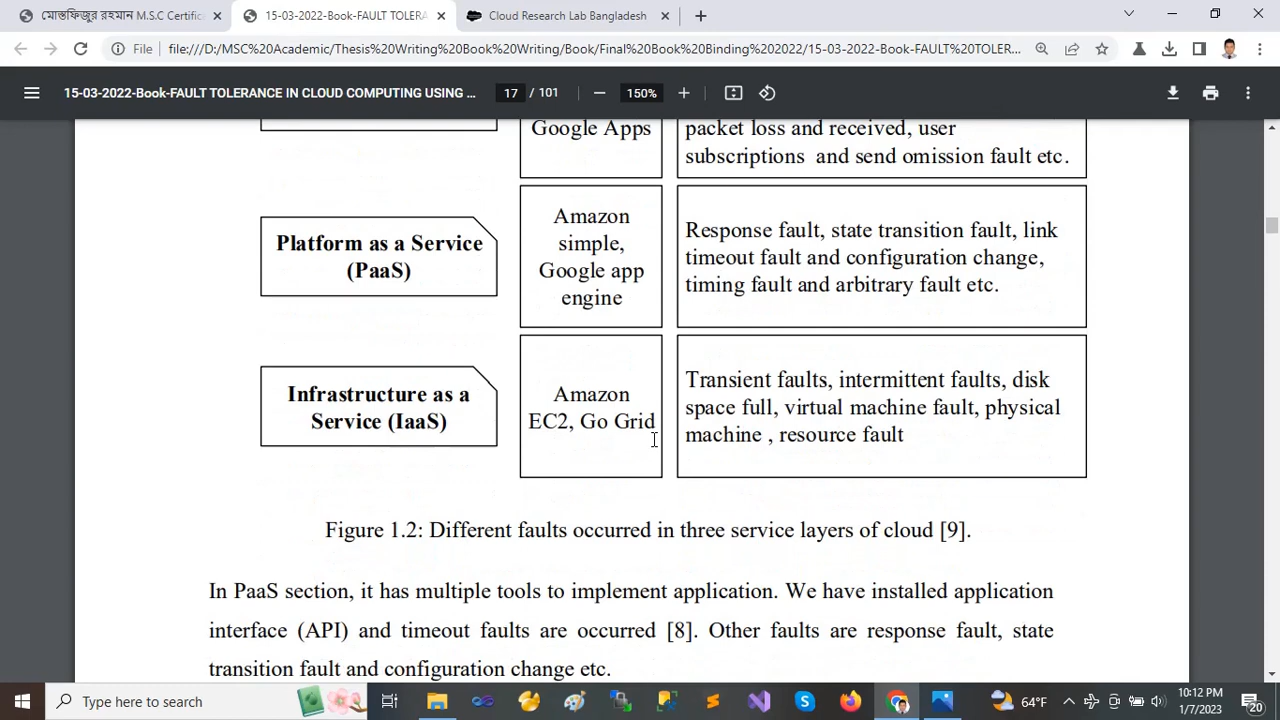 মোস্তফিজুর রহমান M.S.C Certific
15-03-2022-Book-FAULT TOLERA
Cloud Research Lab Bangladesh
File
file:///D:/MSC%20Academic/Thesis%20Writing%20Book%20Writing/Book/Final%20Book%20Binding%202022/15-03-2022-Book-FAULT%20TOLER...
15-03-2022-Book-FAULT TOLERANCE IN CLOUD COMPUTING USING ...
17 / 101
150%
Google Apps
packet loss and received, user
subscriptions and send omission fault etc.
Platform as a Service
(PaaS)
Amazon
simple,
Google app
engine
Response fault, state transition fault, link
timeout fault and configuration change,
timing fault and arbitrary fault etc.
Infrastructure as a
Service (IaaS)
Amazon
EC2, Go Grid
Transient faults, intermittent faults, disk
space full, virtual machine fault, physical
machine , resource fault
Figure 1.2: Different faults occurred in three service layers of cloud [9].
In PaaS section, it has multiple tools to implement application. We have installed application
interface (API) and timeout faults are occurred [8]. Other faults are response fault, state
transition fault and configuration change etc.
Type here to search
64°F
10:12 PM
1/7/2023
20